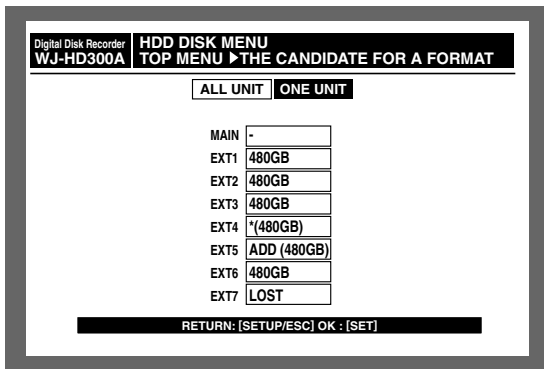 Digital Disk Recorder
WJ-HD300A
HDD DISK MENU
TOP MENU ▶THE CANDIDATE FOR A FORMAT
ALL UNIT ONE UNIT
MAIN -
EXT1 480GB
EXT2 480GB
EXT3 480GB
EXT4 *(480GB)
EXT5 ADD (480GB)
EXT6 480GB
EXT7 LOST
RETURN: [SETUP/ESC] OK : [SET]